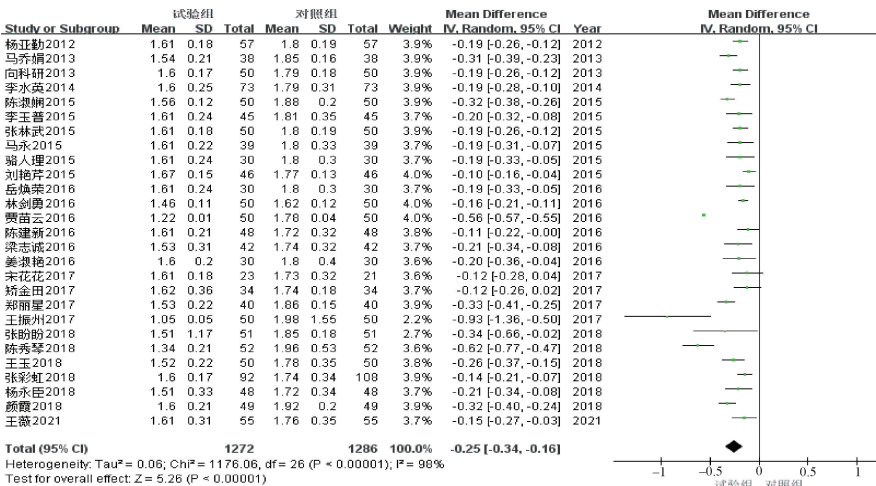 试验组 对照组 Mean Difference Mean Difference
Study or Subgroup Mean SD Total Mean SD Total Weight IV, Random, 95% CI Year IV, Random, 95% CI
杨亚勤2012 1.61 0.18 57 1.8 0.19 57 3.9% -0.19 [-0.26, -0.12] 2012
马乔娟2013 1.54 0.21 38 1.85 0.16 38 3.9% -0.31 [-0.39, -0.23] 2013
向科研2013 1.6 0.17 50 1.79 0.18 50 3.9% -0.19 [-0.26, -0.12] 2013
李水英2014 1.6 0.25 73 1.79 0.31 73 3.9% -0.19 [-0.28, -0.10] 2014
陈淑娴2015 1.56 0.12 50 1.88 0.2 50 3.9% -0.32 [-0.38, -0.26] 2015
李玉普2015 1.61 0.24 45 1.81 0.35 45 3.8% -0.20 [-0.32, -0.08] 2015
张林武2015 1.61 0.18 50 1.8 0.19 50 3.9% -0.19 [-0.26, -0.12] 2015
马永2015 1.61 0.22 39 1.8 0.33 39 3.8% -0.19 [-0.31, -0.07] 2015
骆人理2015 1.61 0.24 30 1.8 0.3 30 3.7% -0.19 [-0.33, -0.05] 2015
刘艳芹2015 1.67 0.15 46 1.77 0.13 46 4.0% -0.10 [-0.16, -0.04] 2015
岳焕荣2016 1.61 0.24 30 1.8 0.3 30 3.7% -0.19 [-0.33, -0.05] 2016
林剑勇2016 1.46 0.11 50 1.62 0.12 50 4.0% -0.16 [-0.21, -0.11] 2016
贾苗云2016 1.22 0.01 50 1.78 0.04 50 4.0% -0.56 [-0.57, -0.55] 2016
陈建新2016 1.61 0.21 48 1.72 0.32 48 3.8% -0.11 [-0.22, -0.00] 2016
梁志诚2016 1.53 0.31 42 1.74 0.32 42 3.7% -0.21 [-0.34, -0.08] 2016
姜淑艳2016 1.6 0.2 30 1.8 0.4 30 3.6% -0.20 [-0.36, -0.04] 2016
宋花花2017 1.61 0.18 23 1.73 0.32 21 3.6% -0.12 [-0.28, 0.04] 2017
矫金田2017 1.62 0.36 34 1.74 0.18 34 3.7% -0.12 [-0.26, 0.02] 2017
郑丽星2017 1.53 0.22 40 1.86 0.15 40 3.9% -0.33 [-0.41, -0.25] 2017
王振州2017 1.05 0.05 50 1.98 1.55 50 2.0% -0.93 [-1.36, -0.50] 2017
张盼盼2018 1.51 1.17 51 1.85 0.18 51 2.6% -0.34 [-0.66, -0.02] 2018
陈秀琴2018 1.34 0.21 52 1.96 0.53 52 3.6% -0.62 [-0.77, -0.47] 2018
王玉2018 1.52 0.22 50 1.78 0.35 50 3.8% -0.26 [-0.37, -0.15] 2018
张彩虹2018 1.6 0.17 92 1.74 0.34 108 3.9% -0.14 [-0.21, -0.07] 2018
杨永臣2018 1.51 0.33 48 1.72 0.34 48 3.7% -0.21 [-0.34, -0.08] 2018
颜霞2018 1.6 0.21 49 1.92 0.2 49 3.9% -0.32 [-0.40, -0.24] 2018
王薇2021 1.61 0.31 55 1.76 0.35 55 3.8% -0.15 [-0.27, -0.03] 2021
Total (95% CI) 1272 1286 100.0% -0.25 [-0.34, -0.16]
Heterogeneity: Tau² = 0.06; Chi² = 1176.06, df = 26 (P < 0.00001); I² = 98%
Test for overall effect: Z = 5.26 (P < 0.00001)
-1 -0.5 0 0.5 1
试验组 对照组